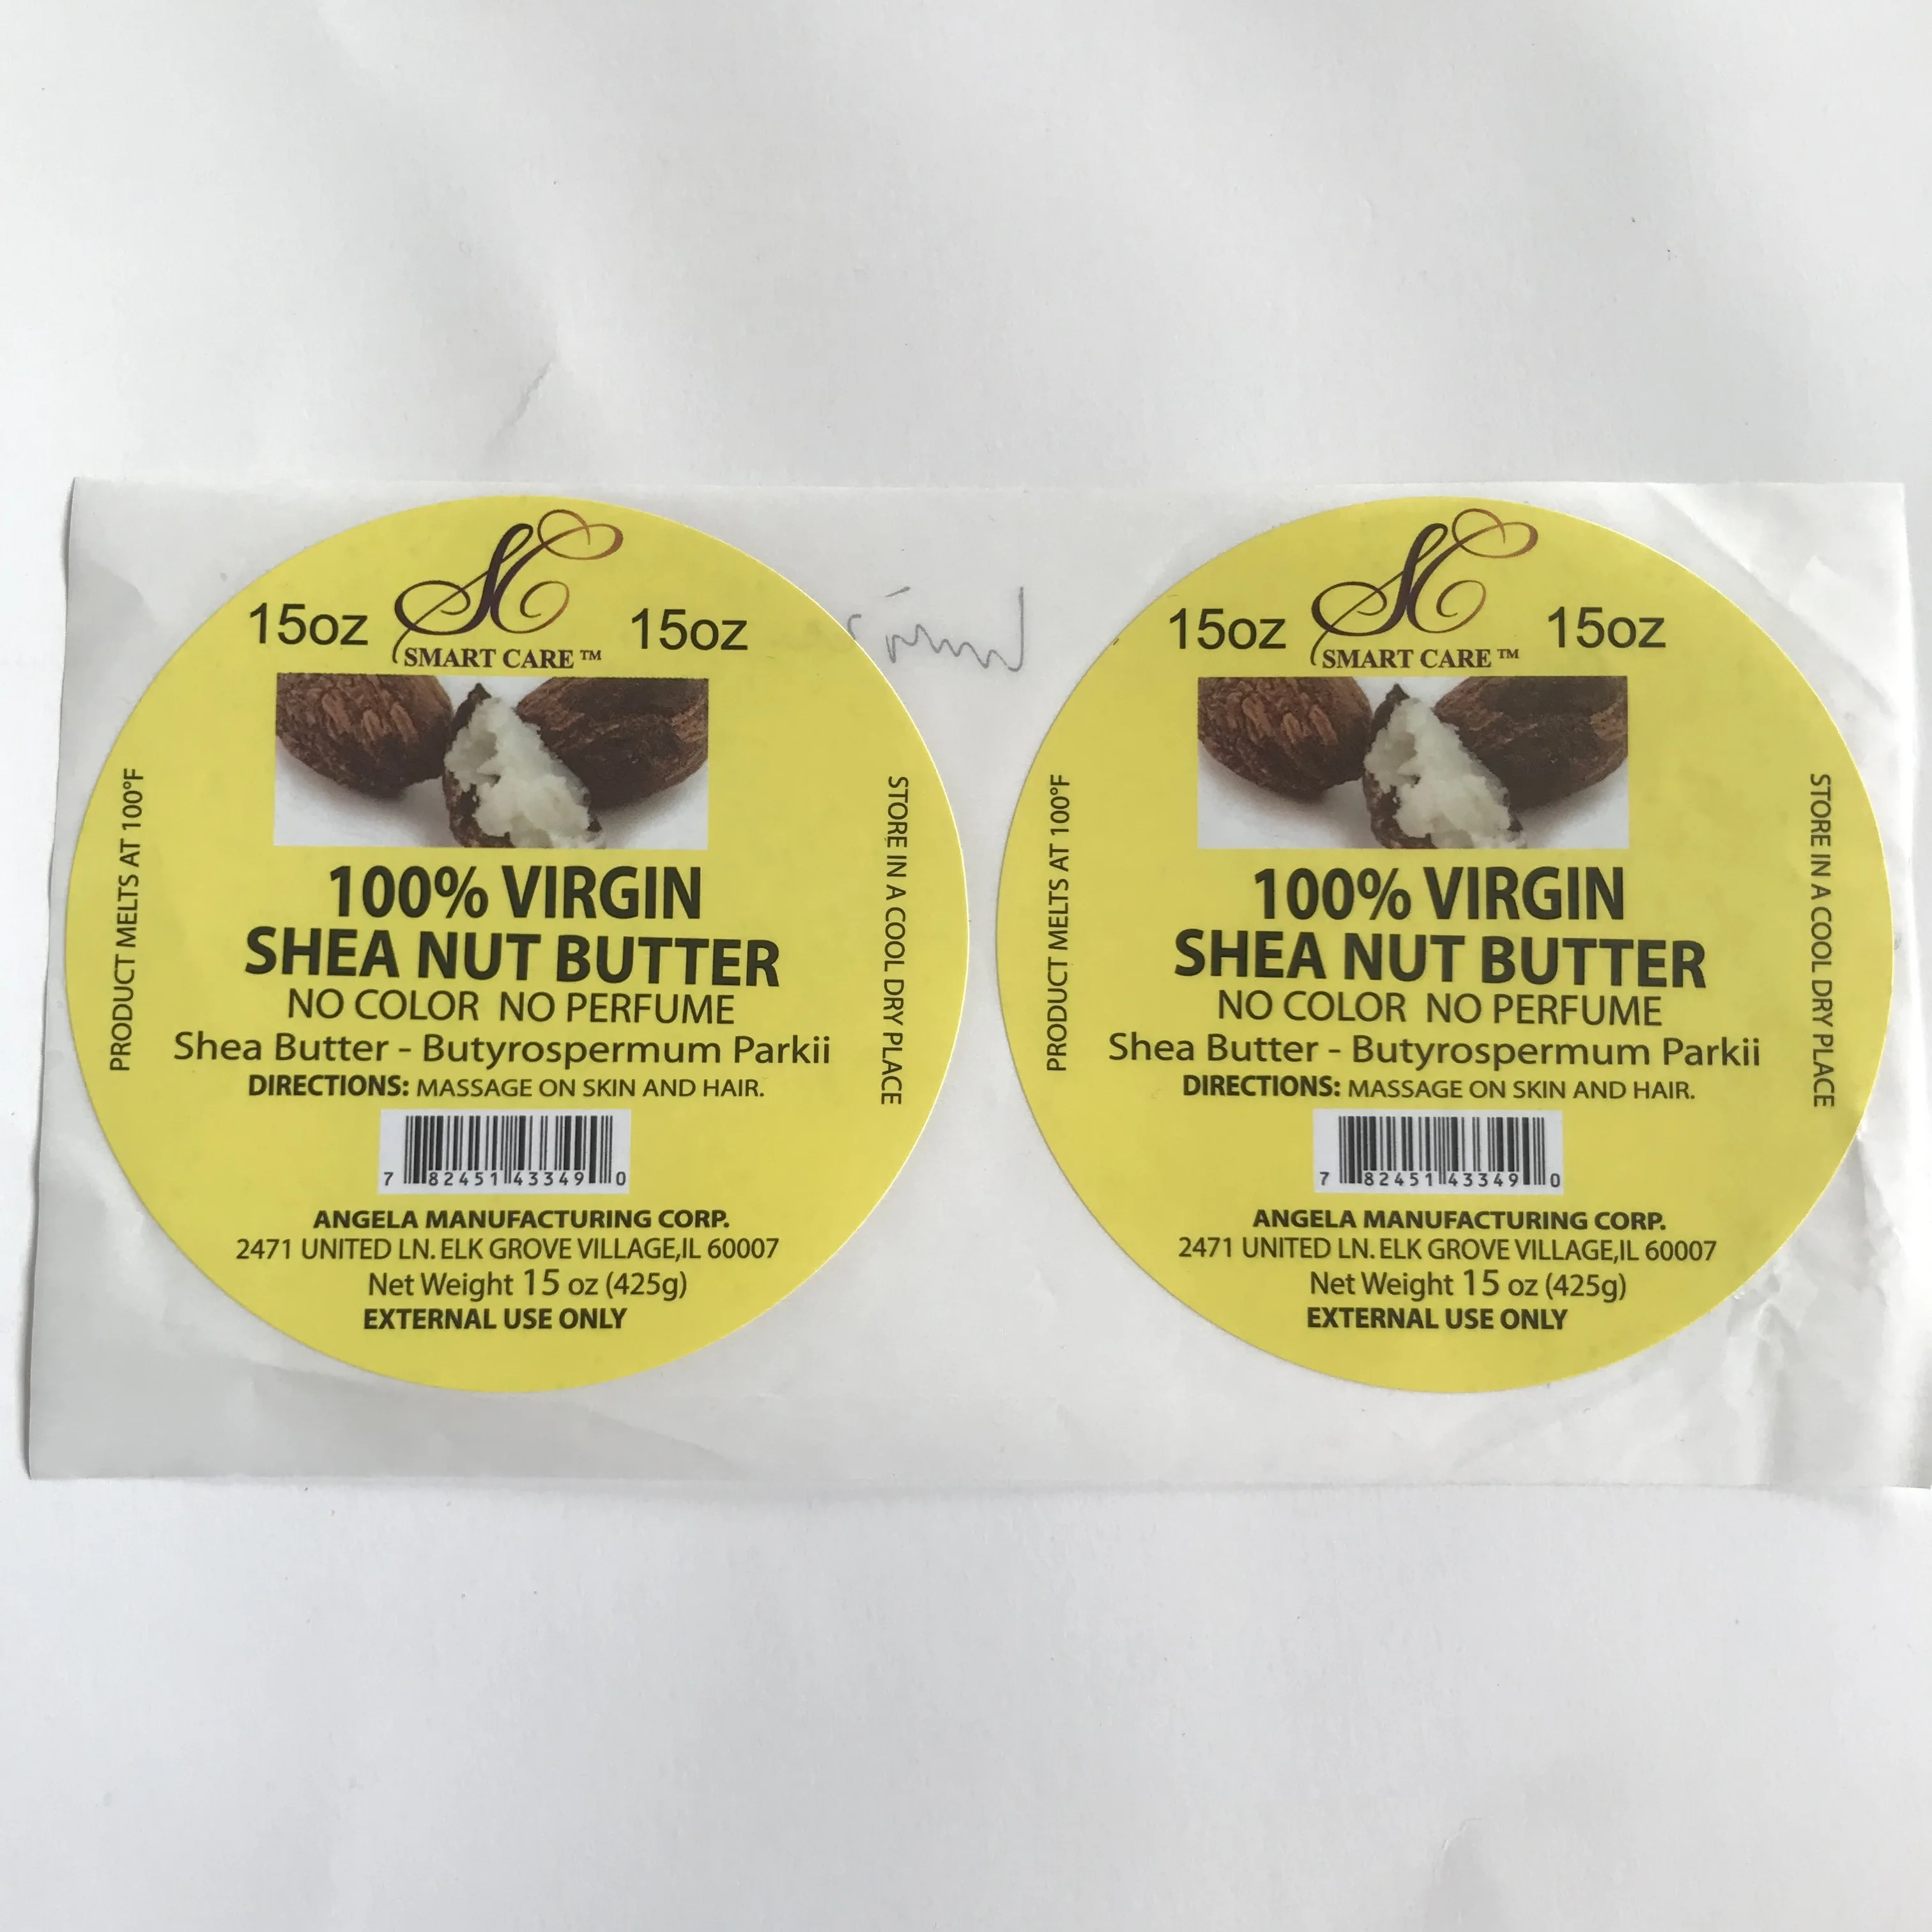 SC
15oz 15oz
SMART CARE™
PRODUCT MELTS AT 100°F
STORE IN A COOL DRY PLACE
100% VIRGIN
SHEA NUT BUTTER
NO COLOR NO PERFUME
Shea Butter - Butyrospermum Parkii
DIRECTIONS: MASSAGE ON SKIN AND HAIR.
7 82451 43349 0
ANGELA MANUFACTURING CORP.
2471 UNITED LN. ELK GROVE VILLAGE,IL 60007
Net Weight 15 oz (425g)
EXTERNAL USE ONLY
SC
15oz 15oz
SMART CARE™
PRODUCT MELTS AT 100°F
STORE IN A COOL DRY PLACE
100% VIRGIN
SHEA NUT BUTTER
NO COLOR NO PERFUME
Shea Butter - Butyrospermum Parkii
DIRECTIONS: MASSAGE ON SKIN AND HAIR.
7 82451 43349 0
ANGELA MANUFACTURING CORP.
2471 UNITED LN. ELK GROVE VILLAGE,IL 60007
Net Weight 15 oz (425g)
EXTERNAL USE ONLY